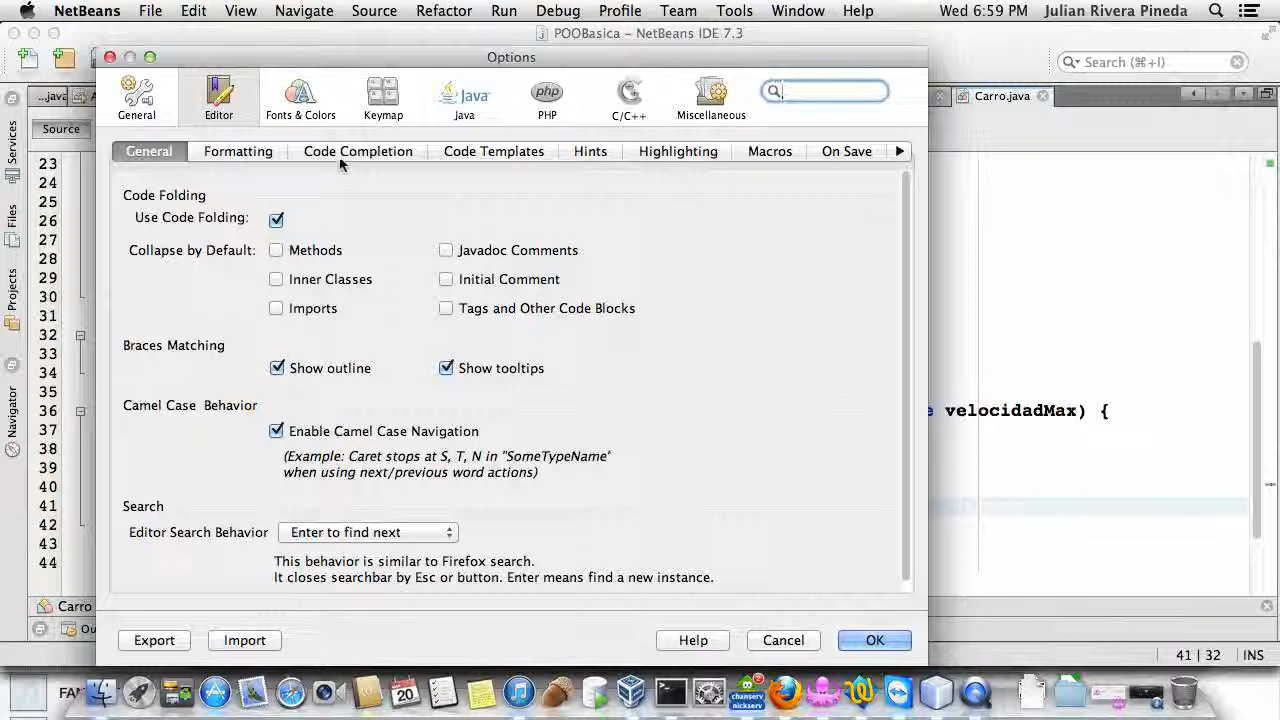 NetBeans File Edit View Navigate Source Refactor Run Debug Profile Team Tools Window Help Wed 6:59 PM Julian Rivera Pineda
POOBasica – NetBeans IDE 7.3
Options
Search (⌘+I)
General Editor Fonts & Colors Keymap Java PHP C/C++ Miscellaneous
...java
Carro.java
Source
General Formatting Code Completion Code Templates Hints Highlighting Macros On Save
Services
Files
Projects
Navigator
23
24
25
26
27
28
29
30
31
32
33
34
35
36
37
38
39
40
41
42
43
44
Code Folding
Use Code Folding:
Collapse by Default: Methods Javadoc Comments
Inner Classes Initial Comment
Imports Tags and Other Code Blocks
Braces Matching
Show outline Show tooltips
Camel Case Behavior
Enable Camel Case Navigation
(Example: Caret stops at S, T, N in "SomeTypeName"
when using next/previous word actions)
Search
Editor Search Behavior Enter to find next
This behavior is similar to Firefox search.
It closes searchbar by Esc or button. Enter means find a new instance.
velocidadMax) {
Carro
Export Import Help Cancel OK
41 | 32 INS
20
chanserv
nickserv
2